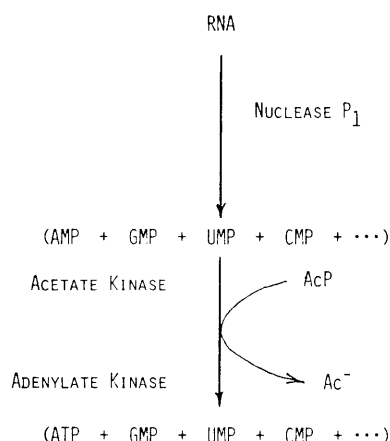 RNA
NUCLEASE P1
(AMP + GMP + UMP + CMP + ···)
ACETATE KINASE
AcP
ADENYLATE KINASE
Ac⁻
(ATP + GMP + UMP + CMP + ···)